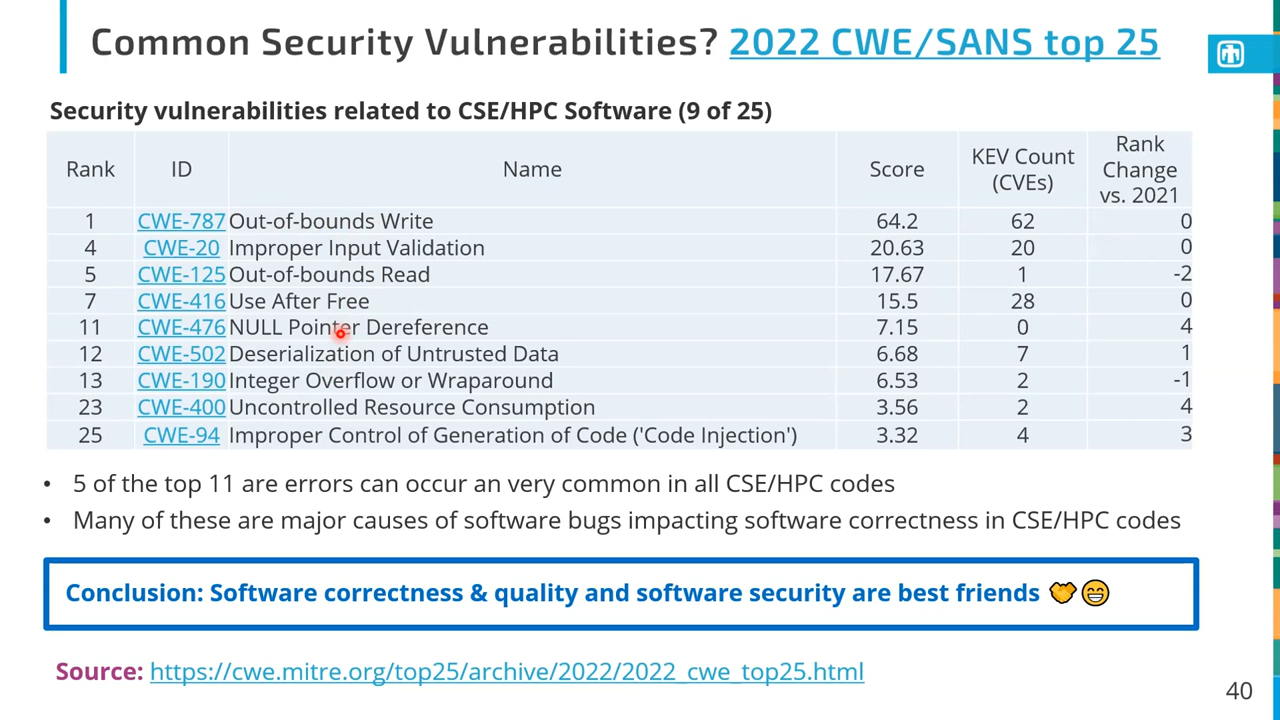 Common Security Vulnerabilities? 2022 CWE/SANS top 25
Security vulnerabilities related to CSE/HPC Software (9 of 25)
Rank ID Name Score KEV Count (CVEs) Rank Change vs. 2021
1 CWE-787 Out-of-bounds Write 64.2 62 0
4 CWE-20 Improper Input Validation 20.63 20 0
5 CWE-125 Out-of-bounds Read 17.67 1 -2
7 CWE-416 Use After Free 15.5 28 0
11 CWE-476 NULL Pointer Dereference 7.15 0 4
12 CWE-502 Deserialization of Untrusted Data 6.68 7 1
13 CWE-190 Integer Overflow or Wraparound 6.53 2 -1
23 CWE-400 Uncontrolled Resource Consumption 3.56 2 4
25 CWE-94 Improper Control of Generation of Code ('Code Injection') 3.32 4 3
• 5 of the top 11 are errors can occur an very common in all CSE/HPC codes
• Many of these are major causes of software bugs impacting software correctness in CSE/HPC codes
Conclusion: Software correctness & quality and software security are best friends 🤝😁
Source: https://cwe.mitre.org/top25/archive/2022/2022_cwe_top25.html
40